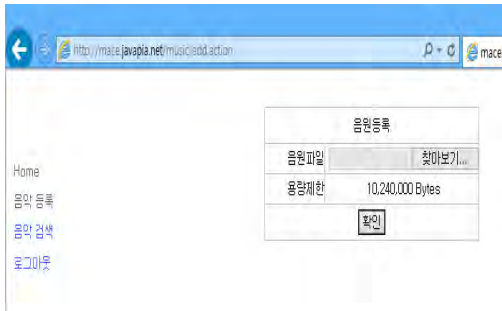 http://mace.javapia.net/music/add.action
mace
음원등록
음원파일 찾아보기...
용량제한 10,240,000 Bytes
확인
Home
음악 등록
음악 검색
로그아웃